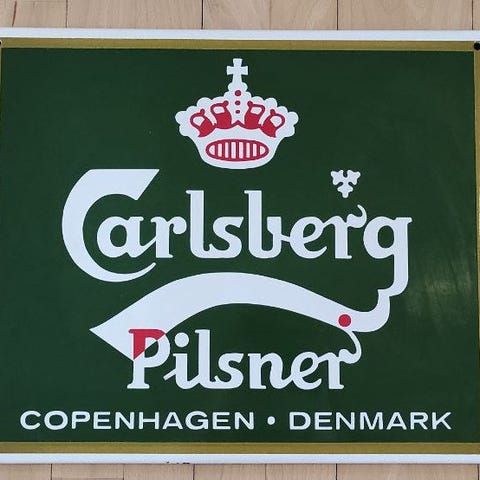 Carlsberg
Pilsner
COPENHAGEN • DENMARK